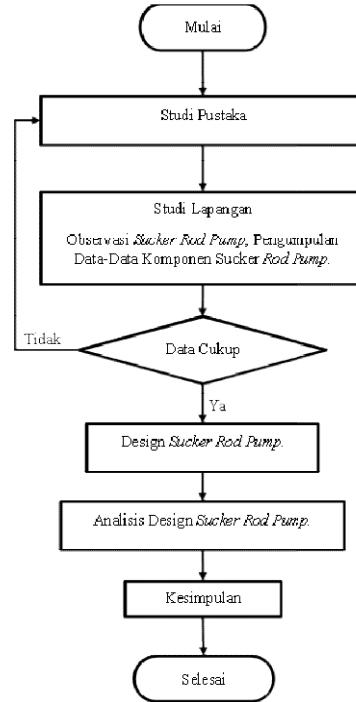 Mulai
Studi Pustaka
Studi Lapangan
Observasi Sucker Rod Pump, Pengumpulan
Data-Data Komponen Sucker Rod Pump.
Data Cukup
Tidak
Ya
Design Sucker Rod Pump.
Analisis Design Sucker Rod Pump.
Kesimpulan
Selesai